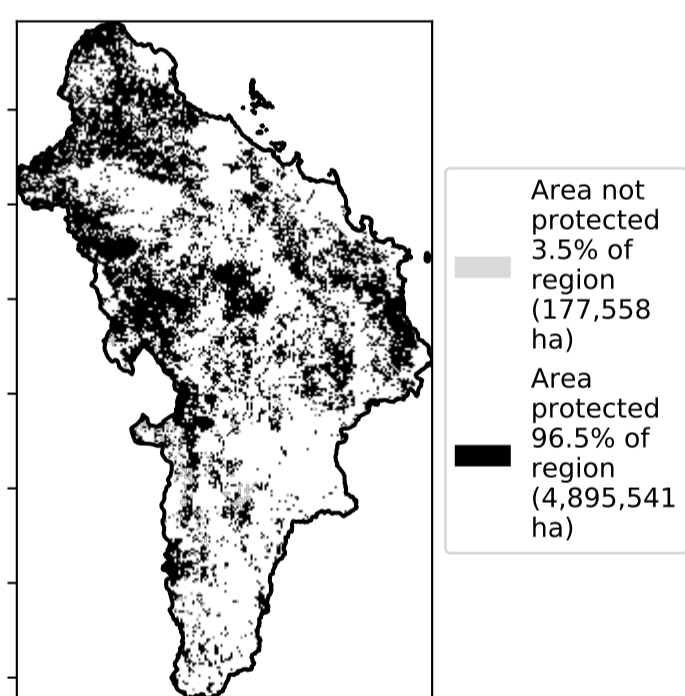 Area not
protected
3.5% of
region
(177,558
ha)
Area
protected
96.5% of
region
(4,895,541
ha)